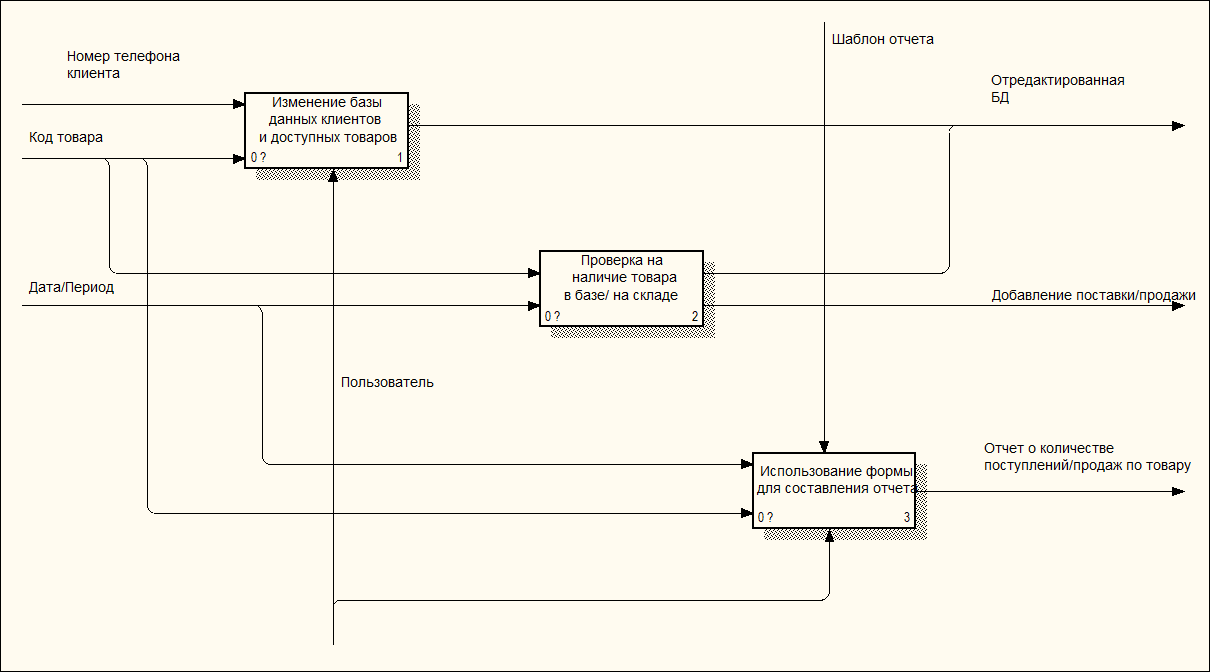 Номер телефона
клиента
Шаблон отчета
Отредактированная
БД
Изменение базы
данных клиентов
и доступных товаров
0 ? 1
Код товара
Проверка на
наличие товара
в базе/ на складе
0 ? 2
Дата/Период
Добавление поставки/продажи
Пользователь
Отчет о количестве
поступлений/продаж по товару
Использование формы
для составления отчета
0 ? 3